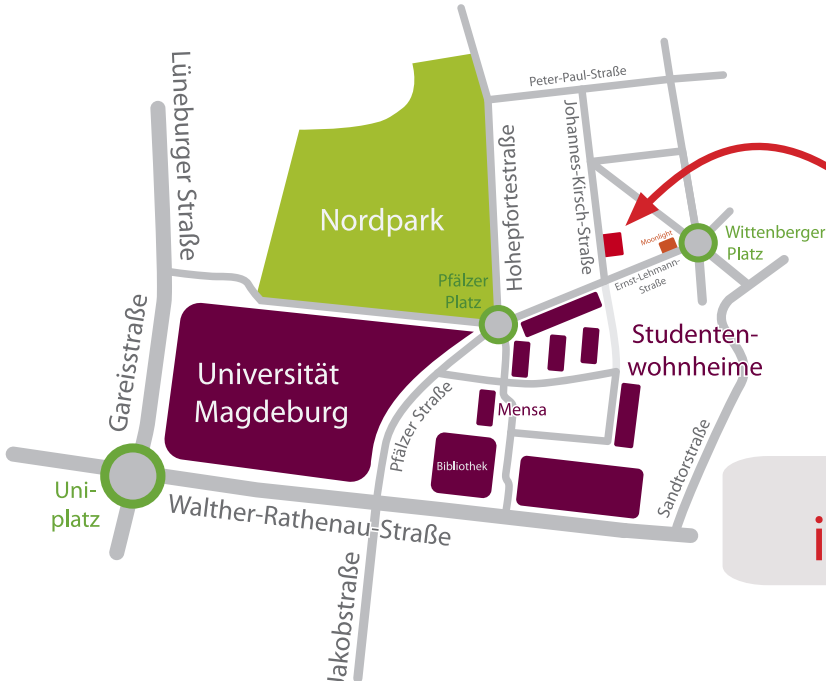 Lüneburger Straße
Peter-Paul-Straße
Johannes-Kirsch-Straße
Hohepfortestraße
Nordpark
Moonlight
Wittenberger
Platz
Ernst-Lehmann-
Straße
Pfälzer
Platz
Gareisstraße
Universität
Magdeburg
Studenten-
wohnheime
Pfälzer Straße
Mensa
Bibliothek
Sandtorstraße
Uni-
platz
Walther-Rathenau-Straße
Jakobstraße
i